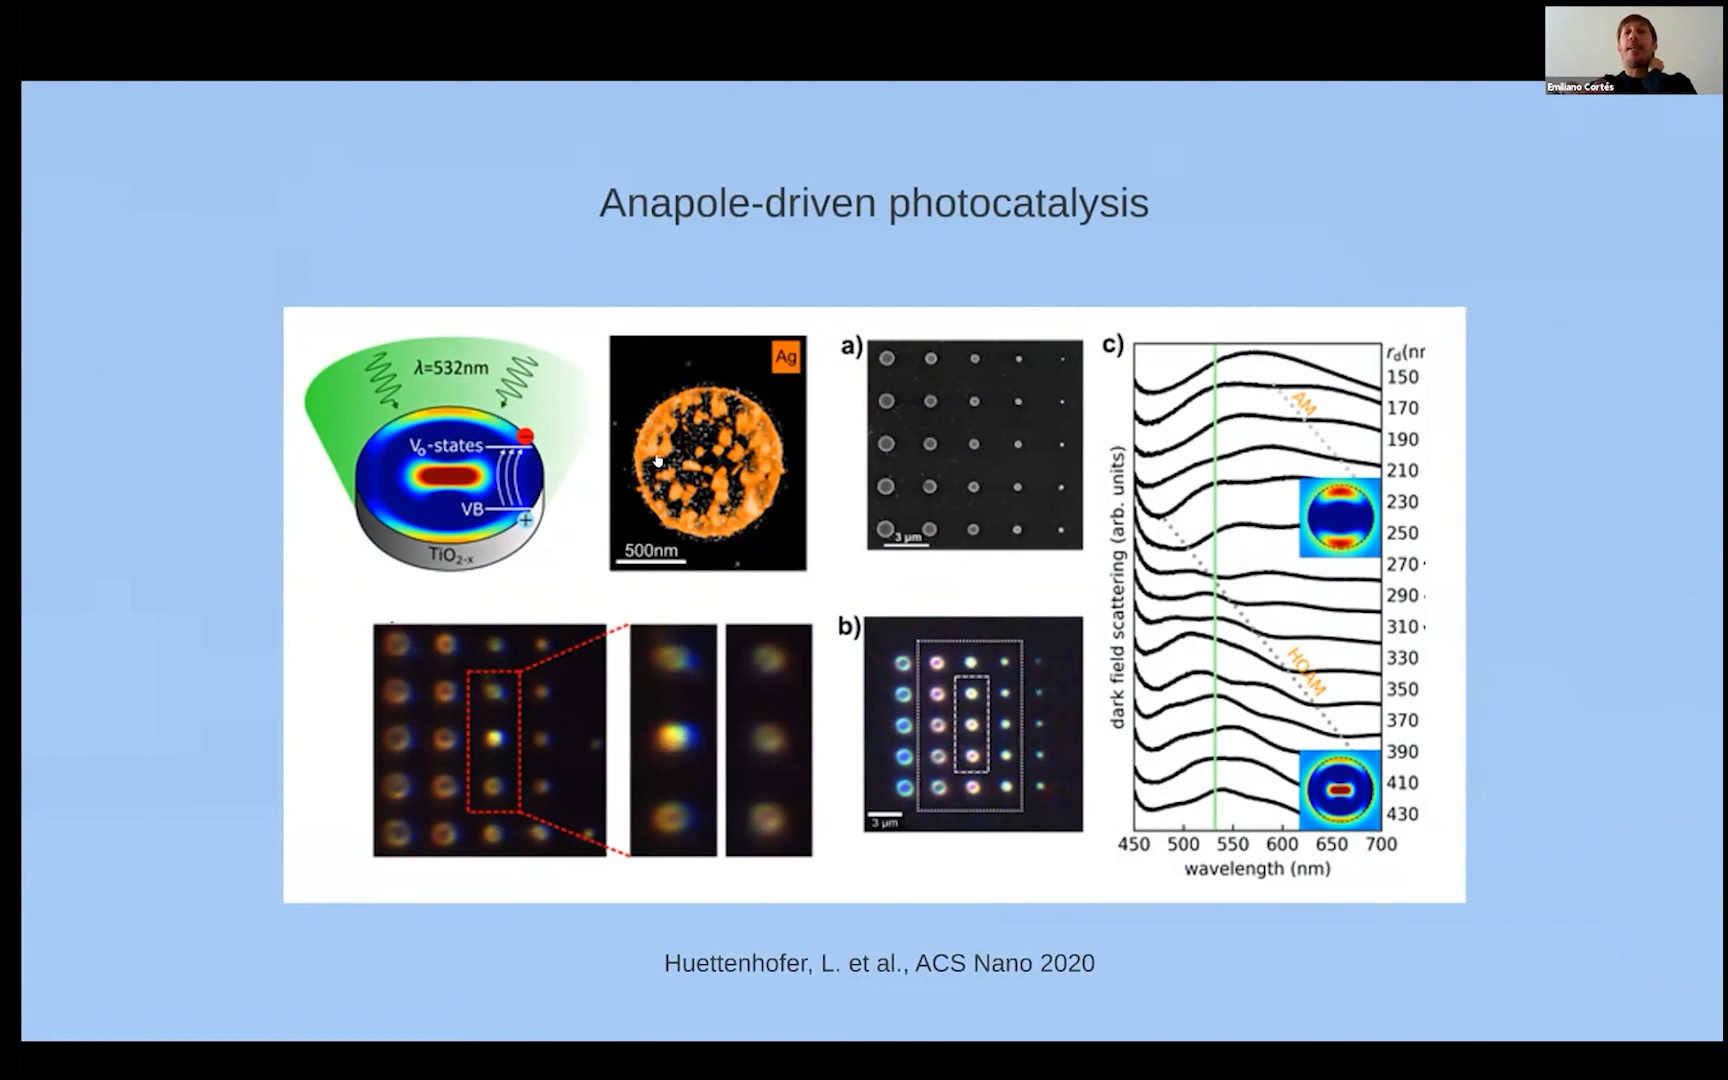 Emiliano Cortés
Anapole-driven photocatalysis
λ=532nm
Vo-states
VB
TiO2-x
Ag
500nm
a)
3 μm
b)
3 μm
c)
rd(nr
150
170
190
210
230
250
270
290
310
330
350
370
390
410
430
AM
HOAM
dark field scattering (arb. units)
450 500 550 600 650 700
wavelength (nm)
Huettenhofer, L. et al., ACS Nano 2020